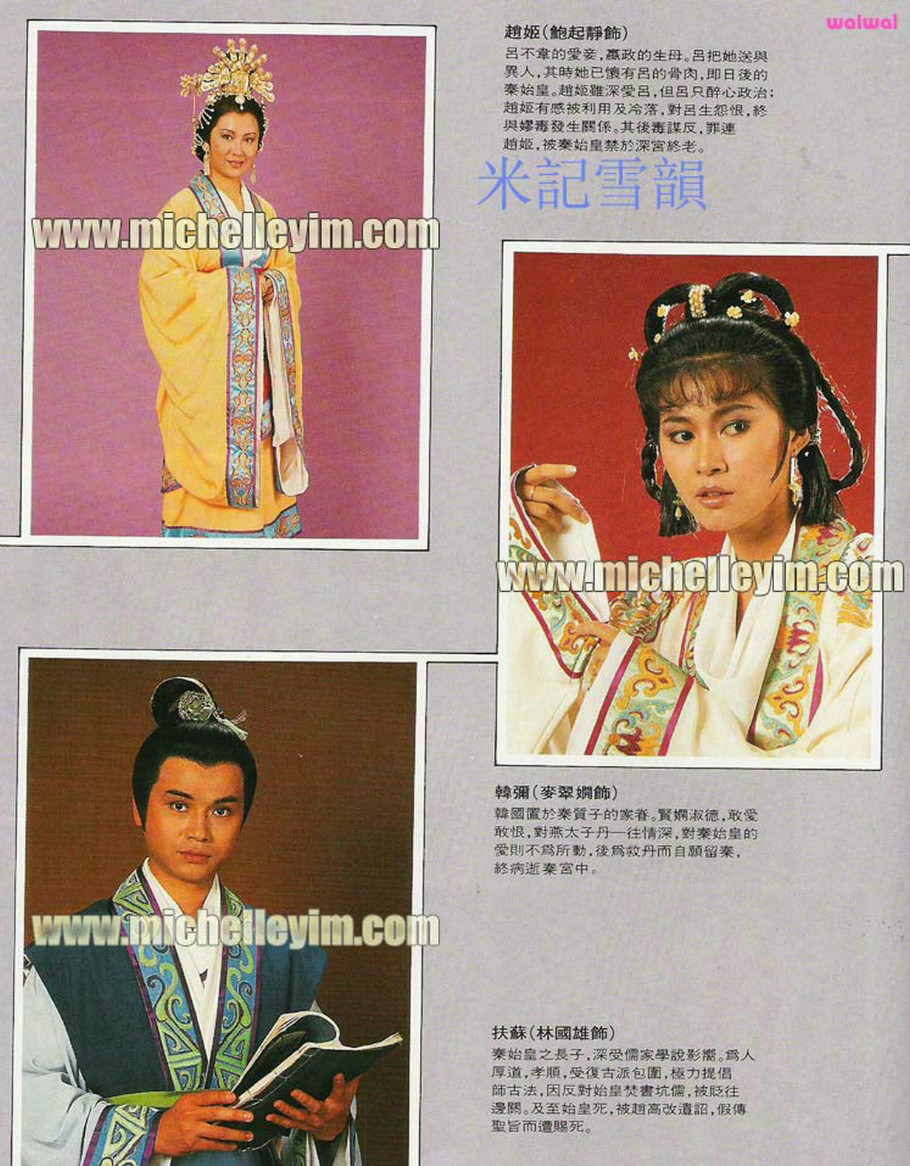 waiwai
趙姬(鮑起靜飾)
呂不韋的愛妾,嬴政的生母。呂把她送與
異人,其時她已懷有呂的骨肉,即日後的
秦始皇。趙姬雖深愛呂,但呂只醉心政治;
趙姬有感被利用及冷落,對呂生怨恨,終
與嫪毒發生關係。其後毒謀反,罪連
趙姬,被秦始皇禁於深宮終老。
米記雪韻
www.michelleyim.com
www.michelleyim.com
韓彌(麥翠嫻飾)
韓國置於秦質子的家眷。賢嫻淑德,敢愛
敢恨,對燕太子丹一往情深,對秦始皇的
愛則不爲所動,後爲救丹而自願留秦,
終病逝秦宮中。
www.michelleyim.com
扶蘇(林國雄飾)
秦始皇之長子,深受儒家學說影響。爲人
厚道,孝順,受復古派包圍,極力提倡
師古法,因反對始皇焚書坑儒,被貶往
邊關。及至始皇死,被趙高改遺詔,假傳
聖旨而遭賜死。